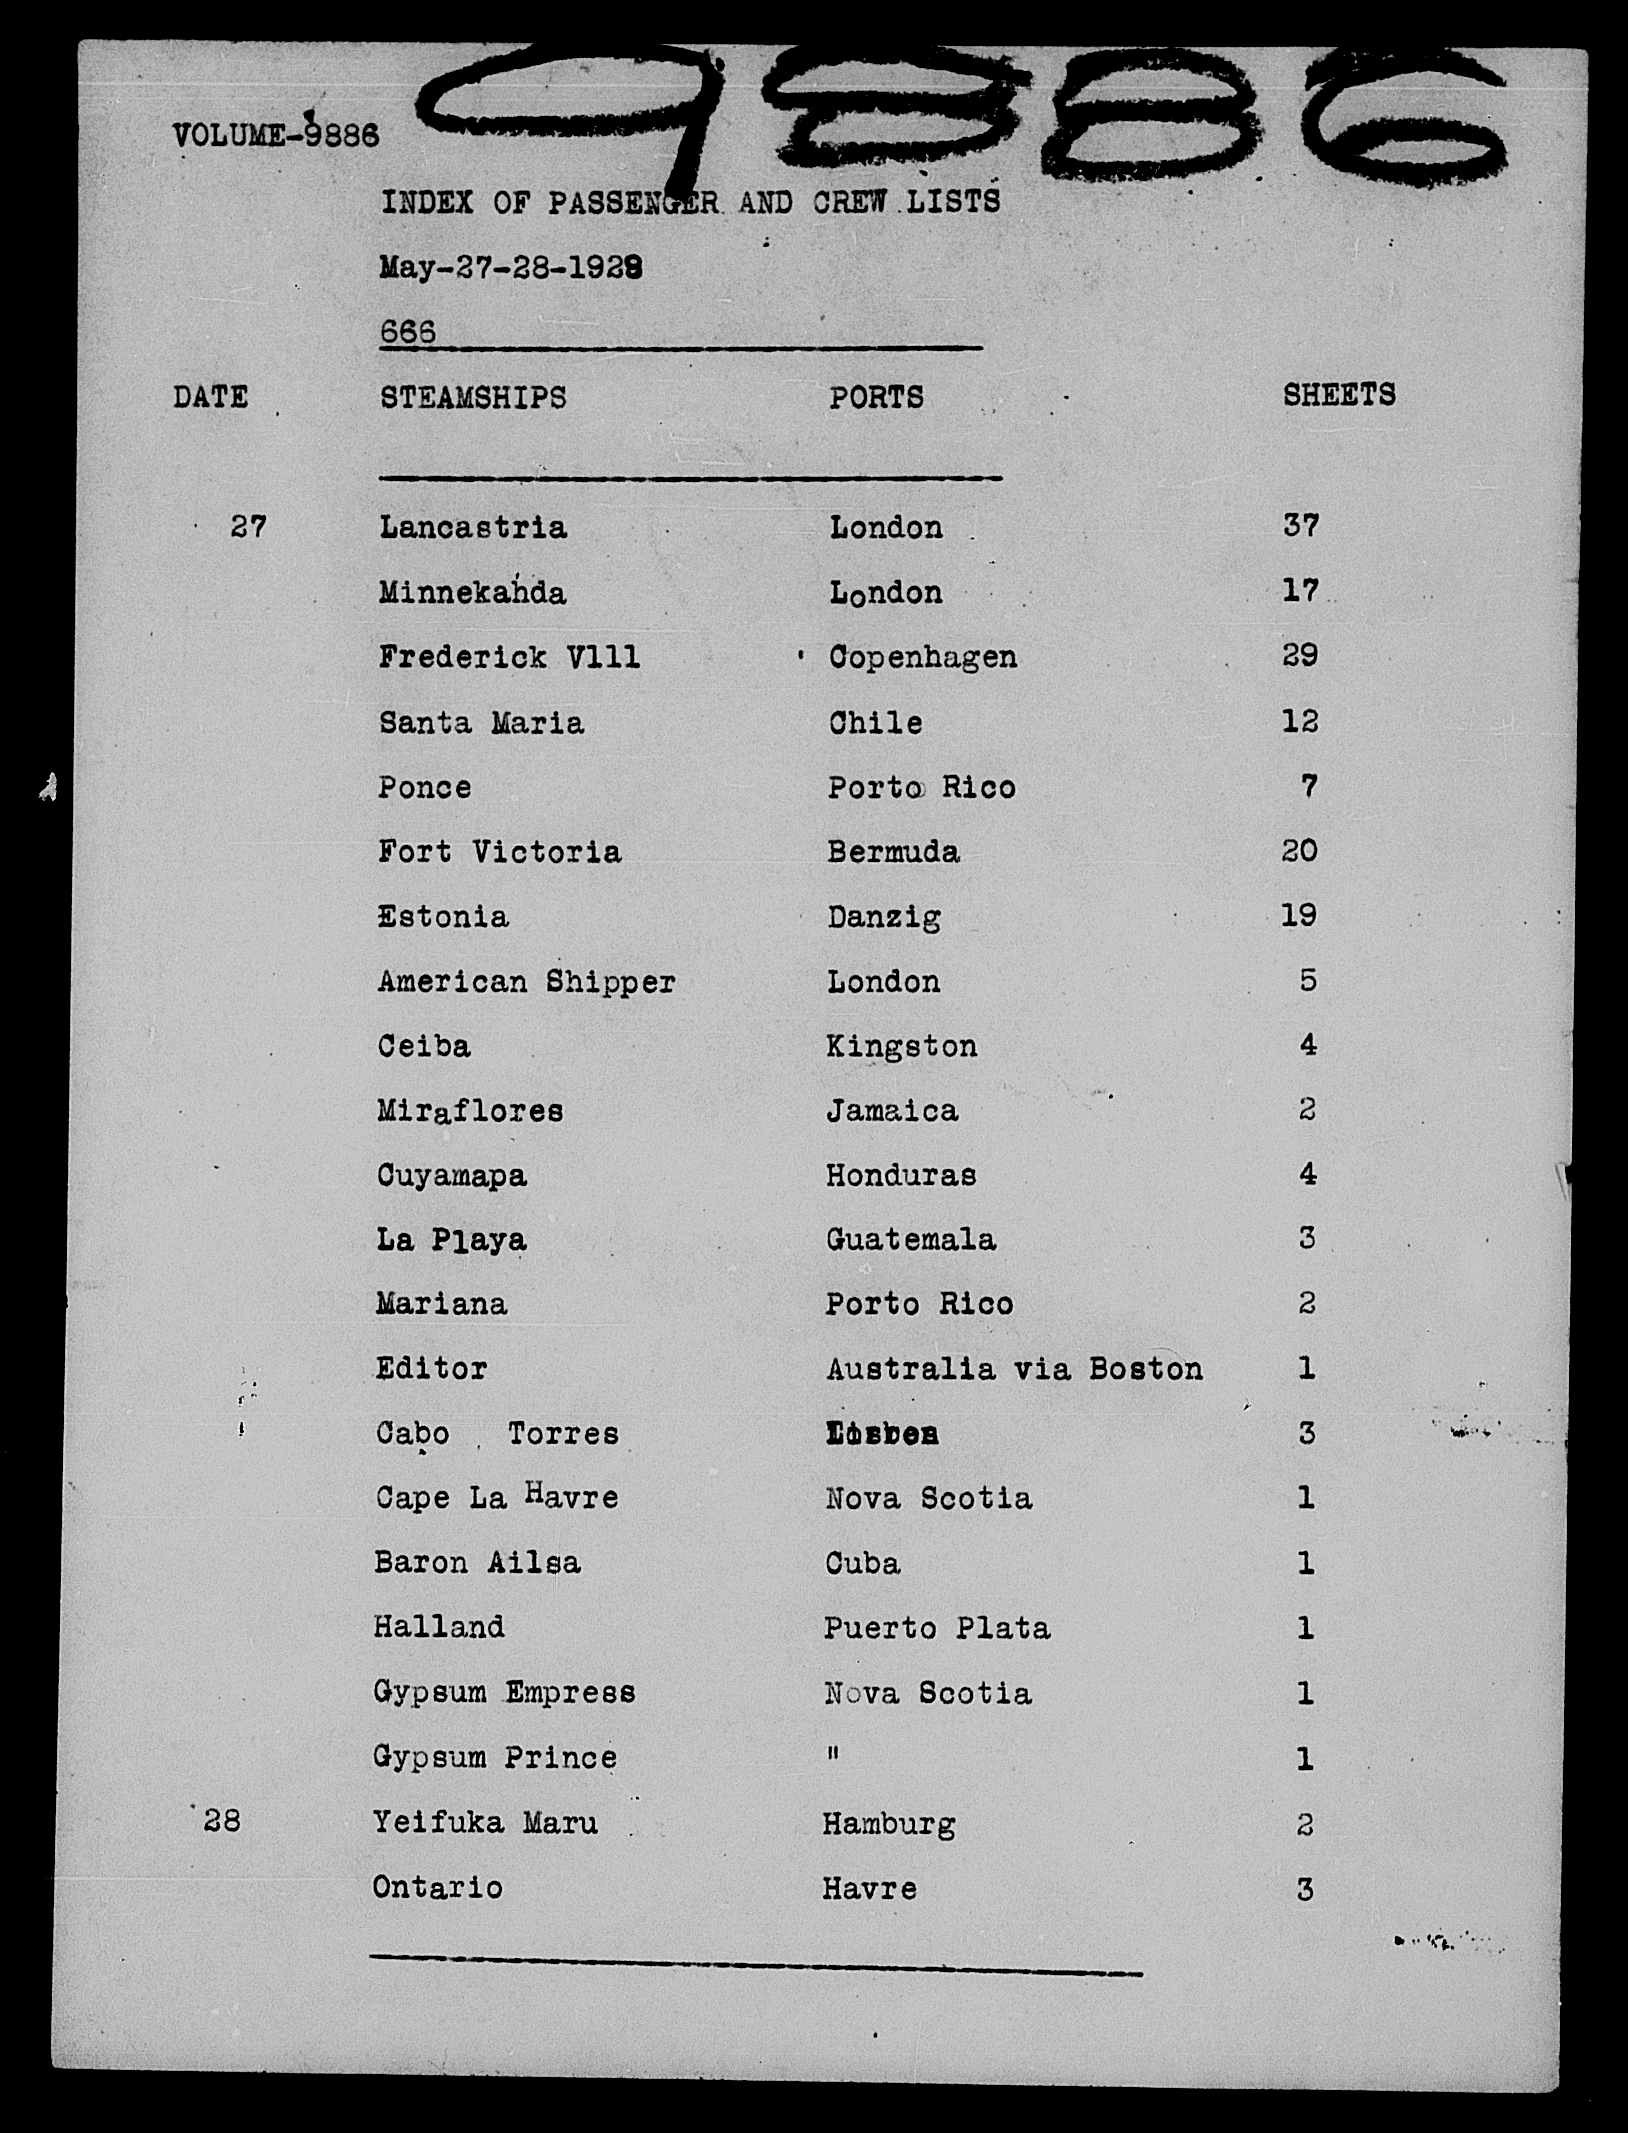 9886
VOLUME-9886
INDEX OF PASSENGER AND CREW LISTS
May-27-28-1928
666
DATE STEAMSHIPS PORTS SHEETS
27 Lancastria London 37
Minnekahda London 17
Frederick Vlll Copenhagen 29
Santa Maria Chile 12
Ponce Porto Rico 7
Fort Victoria Bermuda 20
Estonia Danzig 19
American Shipper London 5
Ceiba Kingston 4
Miraflores Jamaica 2
Cuyamapa Honduras 4
La Playa Guatemala 3
Mariana Porto Rico 2
Editor Australia via Boston 1
Cabo Torres 3
Cape La Havre Nova Scotia 1
Baron Ailsa Cuba 1
Halland Puerto Plata 1
Gypsum Empress Nova Scotia 1
Gypsum Prince " 1
28 Yeifuka Maru Hamburg 2
Ontario Havre 3